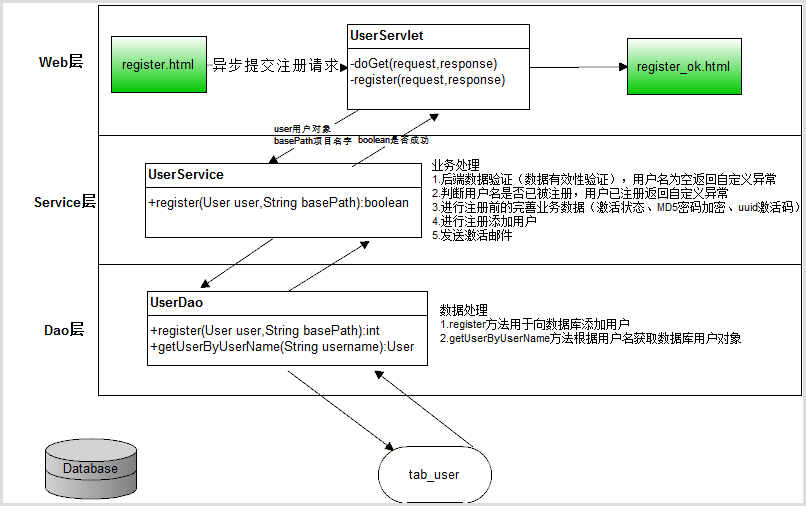 Web层
register.html
异步提交注册请求
UserServlet
-doGet(request,response)
-register(request,response)
register_ok.html
user用户对象
basePath项目名字 boolean是否成功
Service层
UserService
+register(User user,String basePath):boolean
业务处理
1.后端数据验证（数据有效性验证），用户名为空返回自定义异常
2.判断用户名是否已被注册，用户已注册返回自定义异常
3.进行注册前的完善业务数据（激活状态、MD5密码加密、uuid激活码）
4.进行注册添加用户
5.发送激活邮件
Dao层
UserDao
+register(User user,String basePath):int
+getUserByUserName(String username):User
数据处理
1.register方法用于向数据库添加用户
2.getUserByUserName方法根据用户名获取数据库用户对象
Database
tab_user